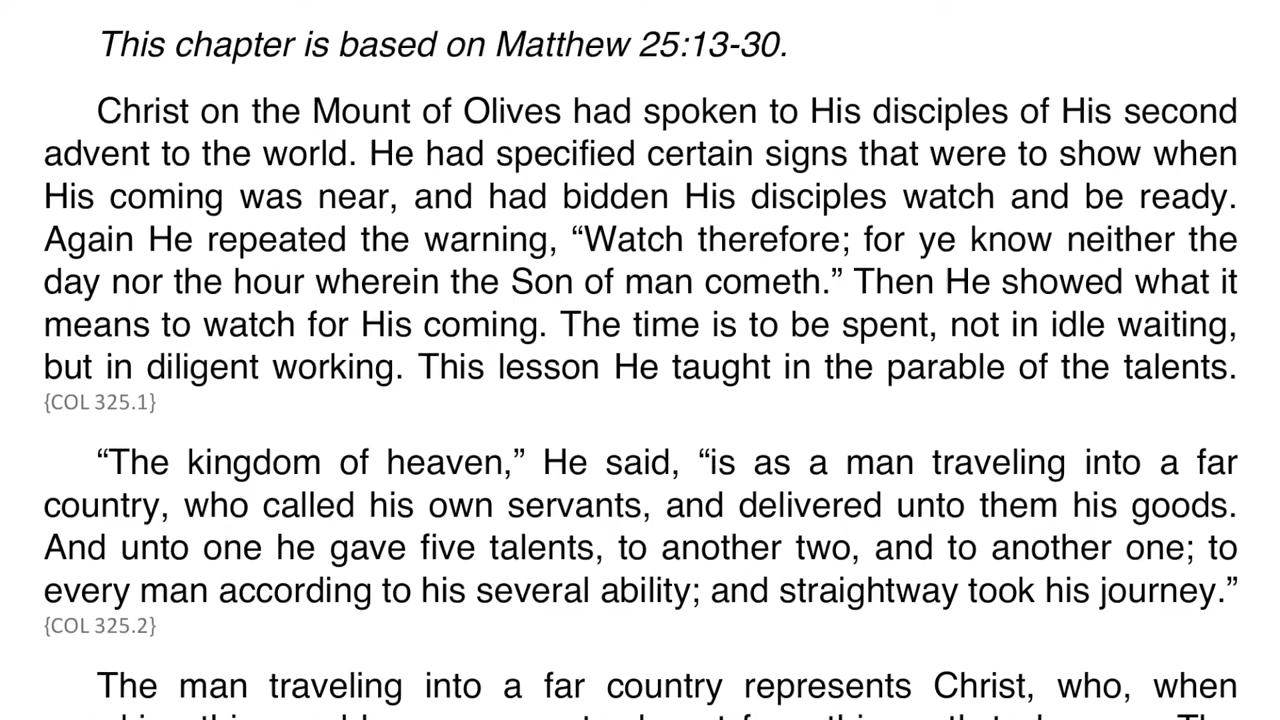 This chapter is based on Matthew 25:13-30.
Christ on the Mount of Olives had spoken to His disciples of His second
advent to the world. He had specified certain signs that were to show when
His coming was near, and had bidden His disciples watch and be ready.
Again He repeated the warning, “Watch therefore; for ye know neither the
day nor the hour wherein the Son of man cometh.” Then He showed what it
means to watch for His coming. The time is to be spent, not in idle waiting,
but in diligent working. This lesson He taught in the parable of the talents.
{COL 325.1}
“The kingdom of heaven,” He said, “is as a man traveling into a far
country, who called his own servants, and delivered unto them his goods.
And unto one he gave five talents, to another two, and to another one; to
every man according to his several ability; and straightway took his journey.”
{COL 325.2}
The man traveling into a far country represents Christ, who, when